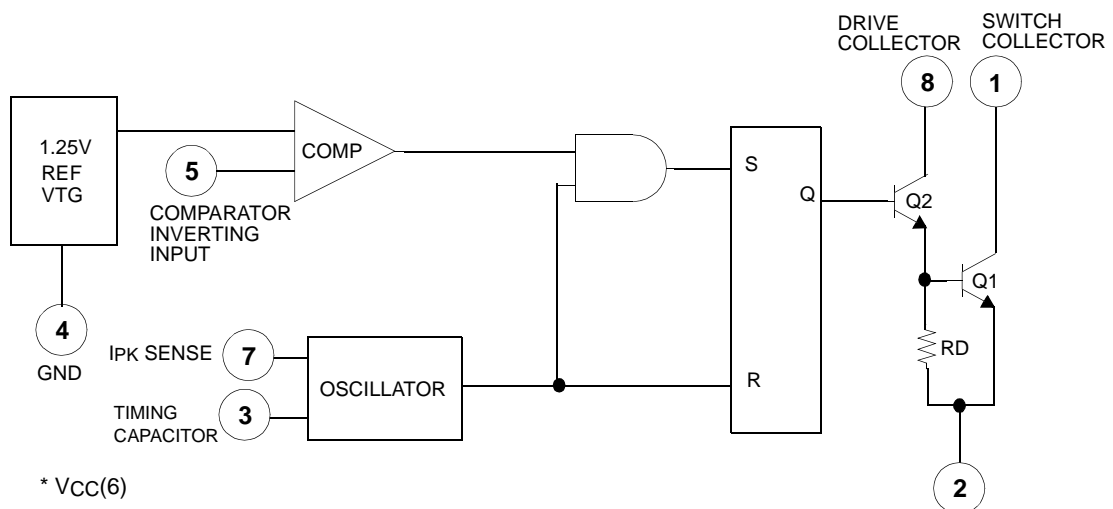 DRIVE
COLLECTOR
SWITCH
COLLECTOR
8
1
1.25V
REF
VTG
COMP
5
COMPARATOR
INVERTING
INPUT
S
Q
Q2
Q1
4
GND
IPK SENSE
7
OSCILLATOR
TIMING
CAPACITOR
3
R
RD
* VCC(6)
2